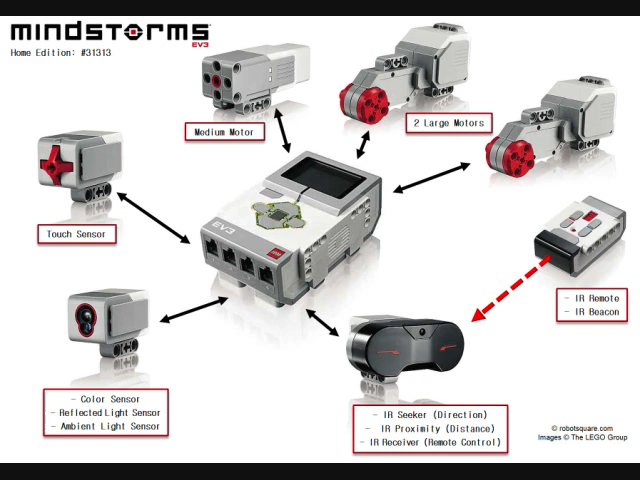 mindstorms
EV3
Home Edition: #31313
Medium Motor
2 Large Motors
Touch Sensor
EV3
- IR Remote
- IR Beacon
- Color Sensor
- Reflected Light Sensor
- Ambient Light Sensor
- IR Seeker (Direction)
- IR Proximity (Distance)
- IR Receiver (Remote Control)
© robotsquare.com
Images © The LEGO Group